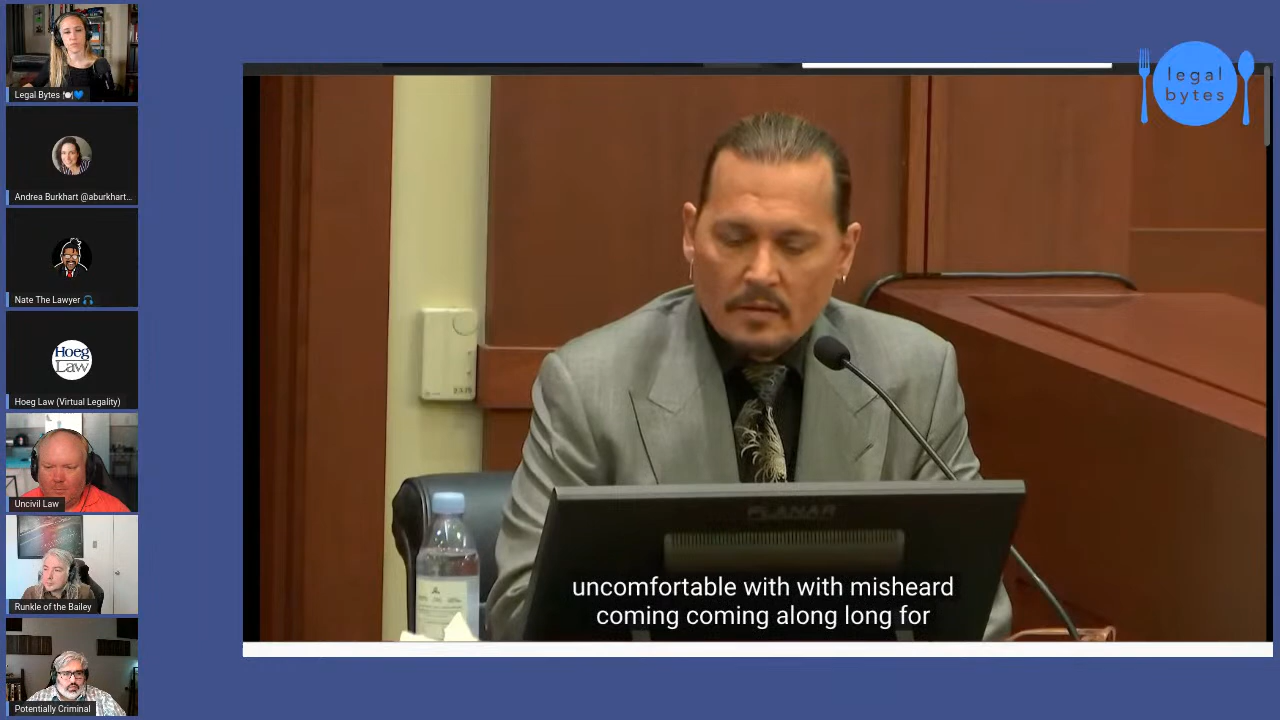 Legal Bytes 🍽💙
Andrea Burkhart @aburkhart...
Nate The Lawyer 🎧
Hoeg
Law
Hoeg Law (Virtual Legality)
Uncivil Law
Runkle of the Bailey
Potentially Criminal
legal
bytes
PLANAR
uncomfortable with with misheard
coming coming along long for